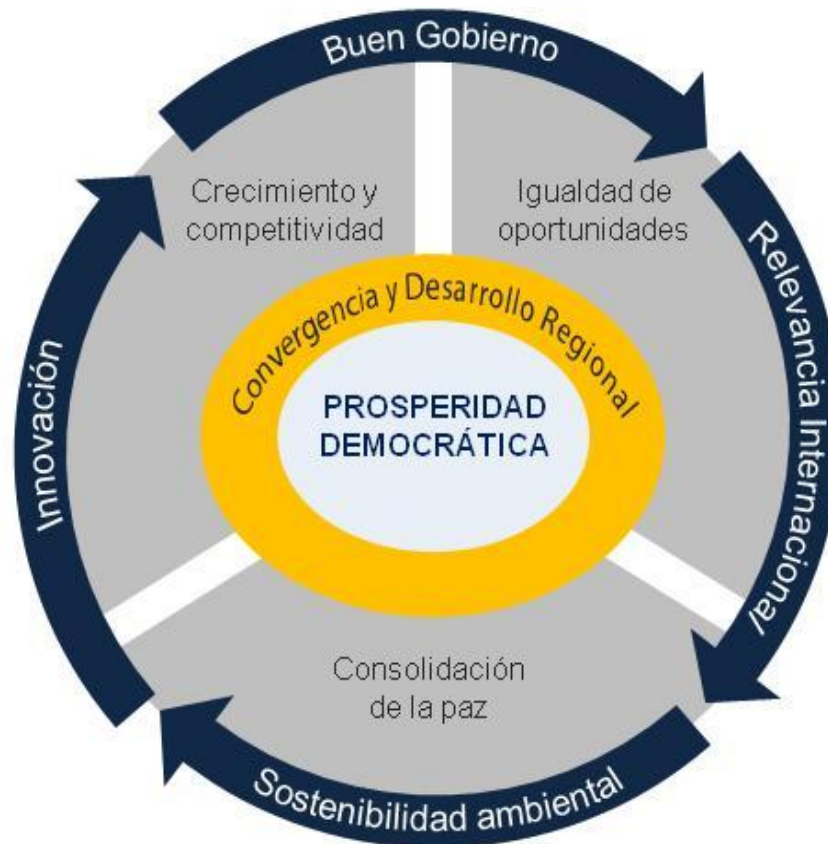 Buen Gobierno
Crecimiento y
competitividad
Igualdad de
oportunidades
Relevancia Internacional
Innovación
Convergencia y Desarrollo Regional
PROSPERIDAD
DEMOCRÁTICA
Consolidación
de la paz
Sostenibilidad ambiental